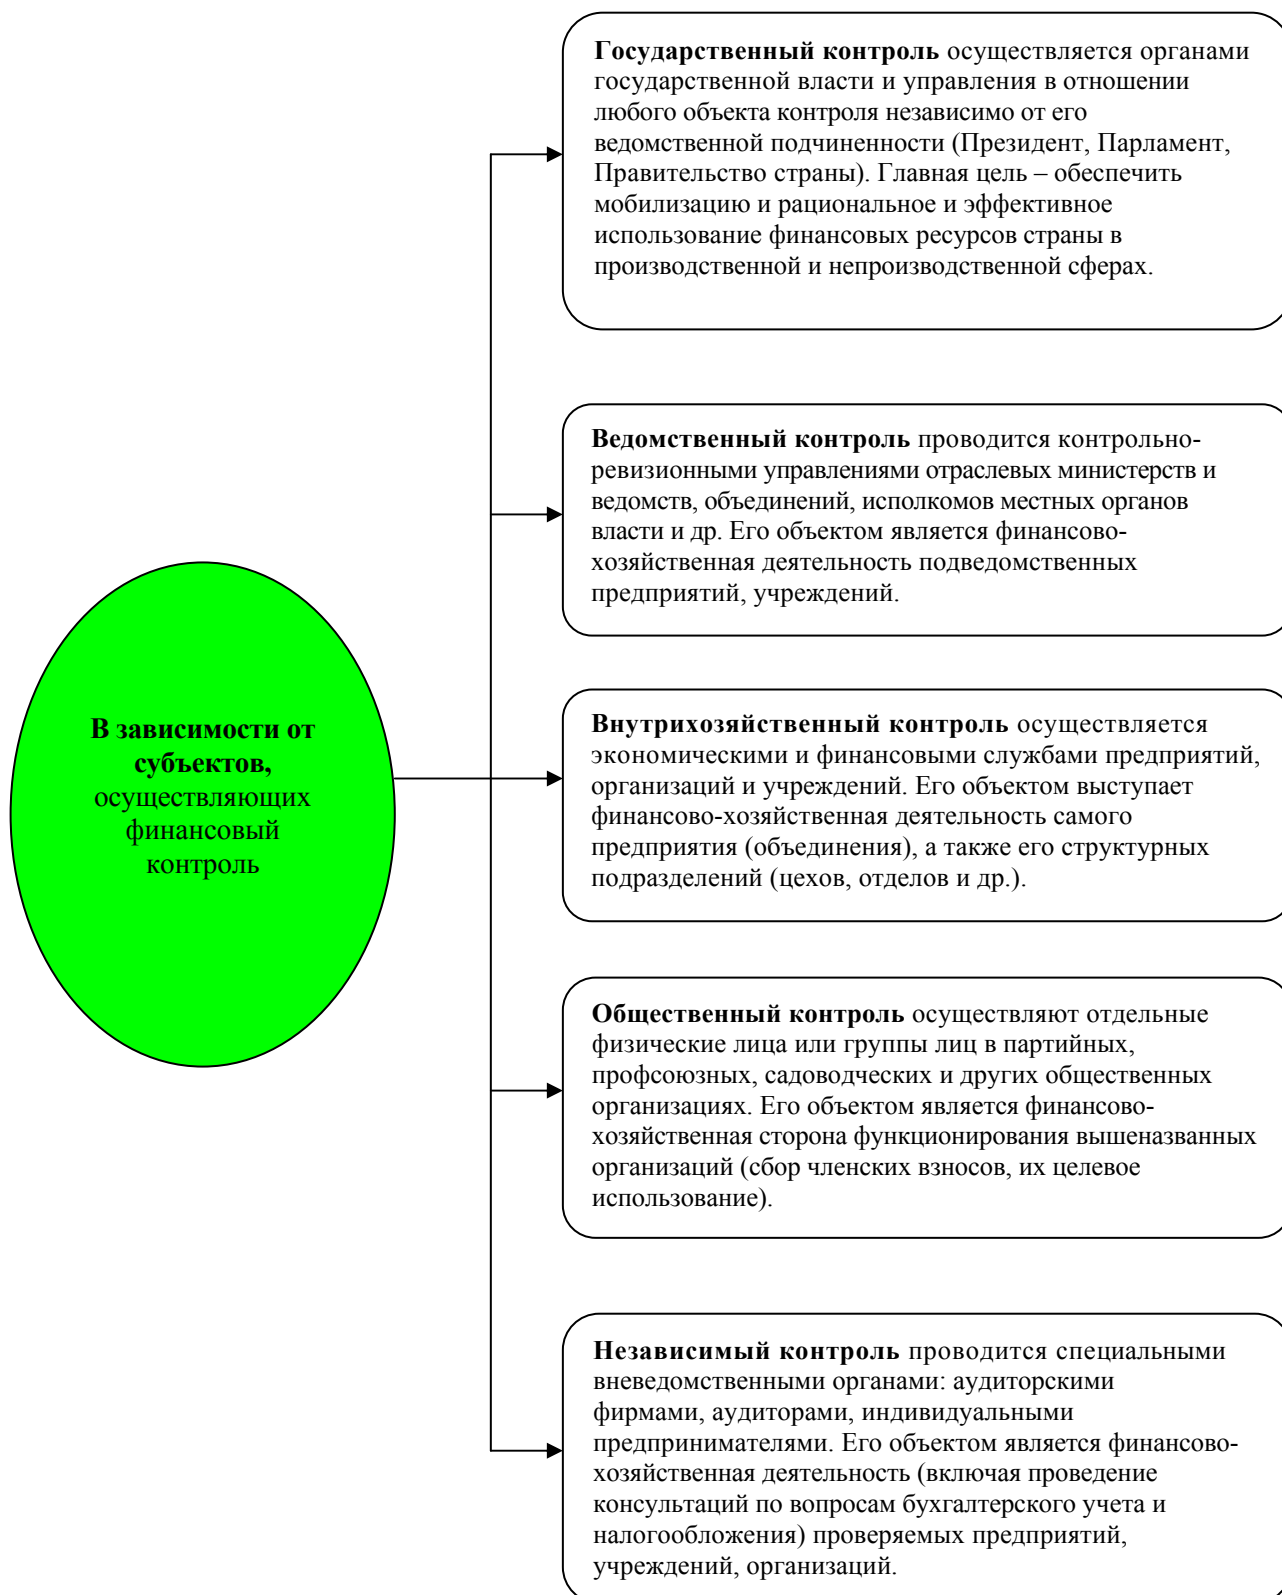 Государственный контроль осуществляется органами
государственной власти и управления в отношении
любого объекта контроля независимо от его
ведомственной подчиненности (Президент, Парламент,
Правительство страны). Главная цель – обеспечить
мобилизацию и рациональное и эффективное
использование финансовых ресурсов страны в
производственной и непроизводственной сферах.
Ведомственный контроль проводится контрольно-
ревизионными управлениями отраслевых министерств и
ведомств, объединений, исполкомов местных органов
власти и др. Его объектом является финансово-
хозяйственная деятельность подведомственных
предприятий, учреждений.
В зависимости от
субъектов,
осуществляющих
финансовый
контроль
Внутрихозяйственный контроль осуществляется
экономическими и финансовыми службами предприятий,
организаций и учреждений. Его объектом выступает
финансово-хозяйственная деятельность самого
предприятия (объединения), а также его структурных
подразделений (цехов, отделов и др.).
Общественный контроль осуществляют отдельные
физические лица или группы лиц в партийных,
профсоюзных, садоводческих и других общественных
организациях. Его объектом является финансово-
хозяйственная сторона функционирования вышеназванных
организаций (сбор членских взносов, их целевое
использование).
Независимый контроль проводится специальными
вневедомственными органами: аудиторскими
фирмами, аудиторами, индивидуальными
предпринимателями. Его объектом является финансово-
хозяйственная деятельность (включая проведение
консультаций по вопросам бухгалтерского учета и
налогообложения) проверяемых предприятий,
учреждений, организаций.